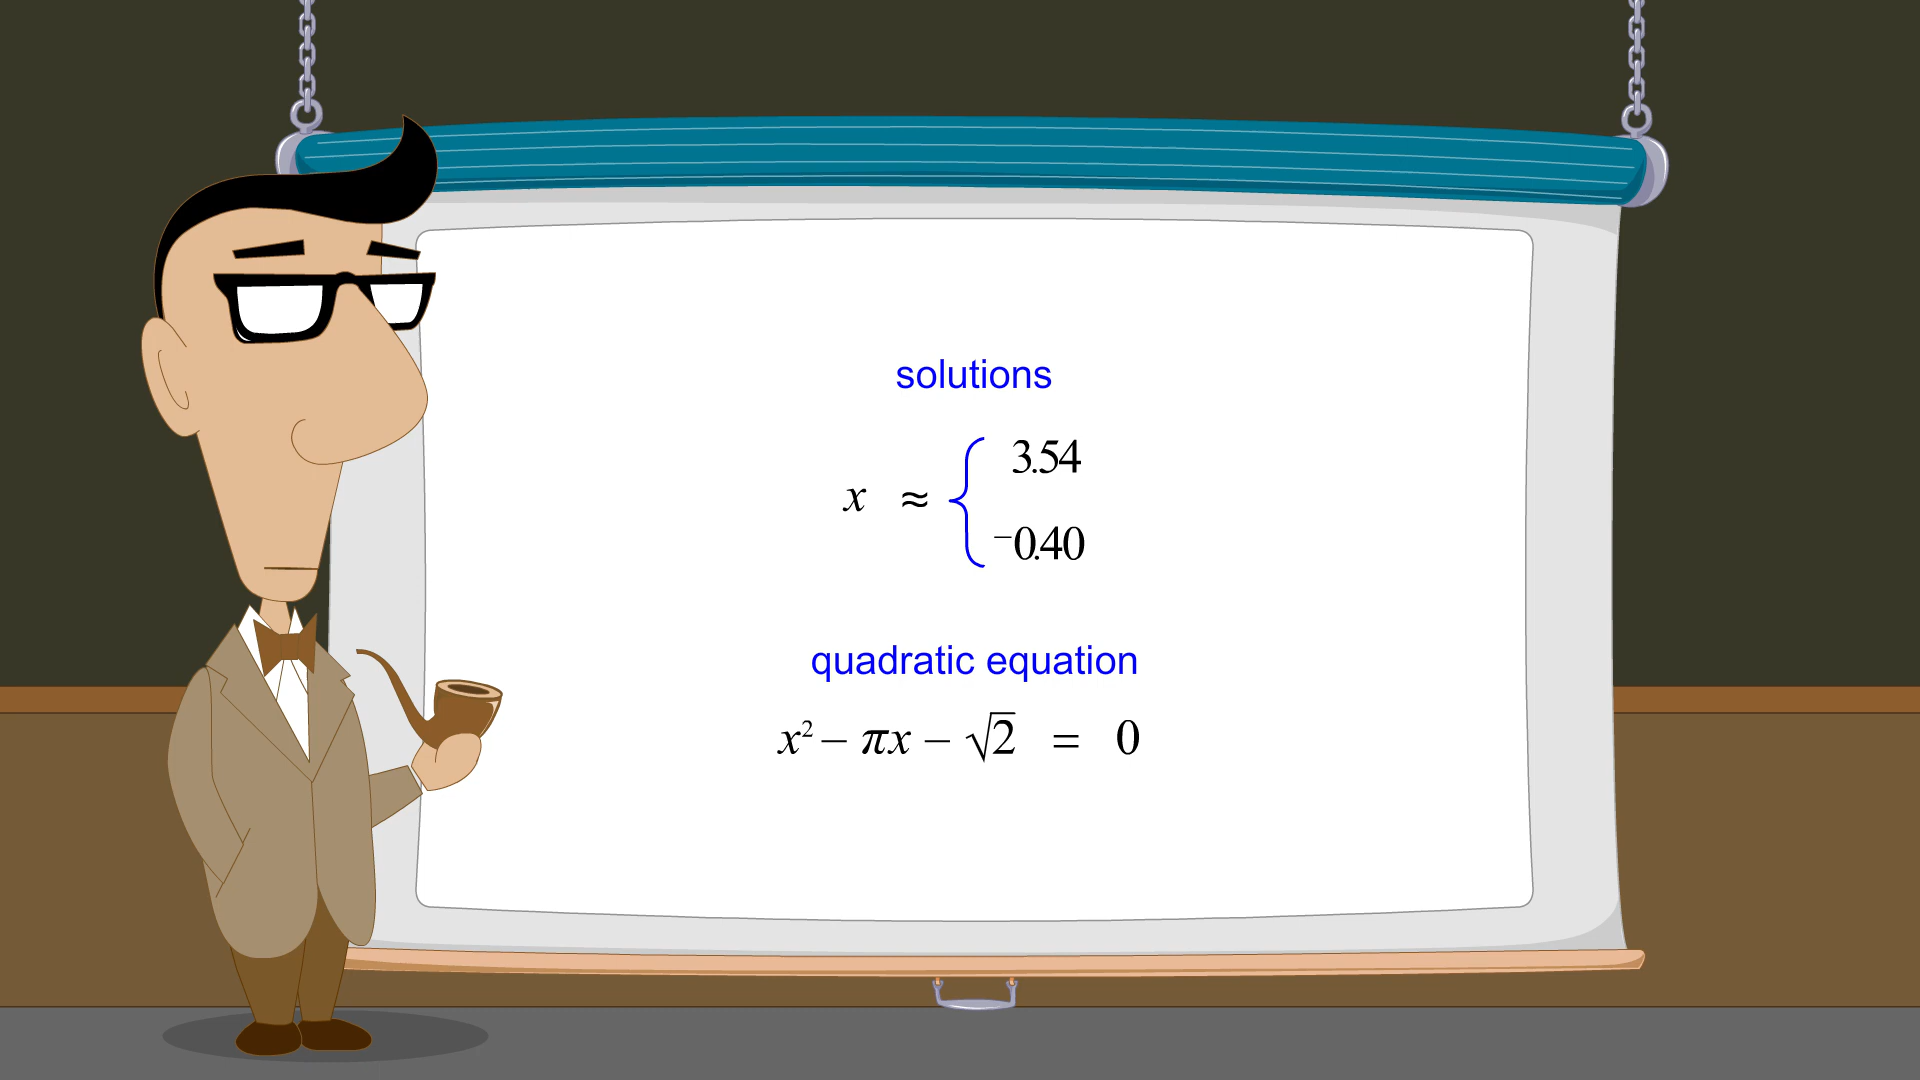 solutions
x ≈ { 3.54
⁻0.40
quadratic equation
x² – πx – √2 = 0